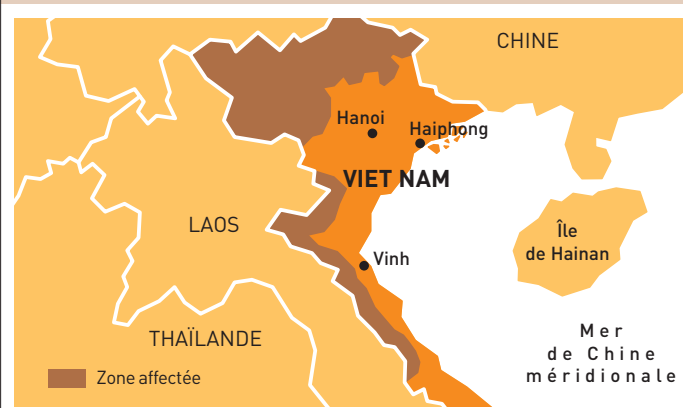 CHINE
Hanoi
Haiphong
VIET NAM
LAOS
Île
de Hainan
Vinh
THAÏLANDE
Mer
de Chine
méridionale
Zone affectée